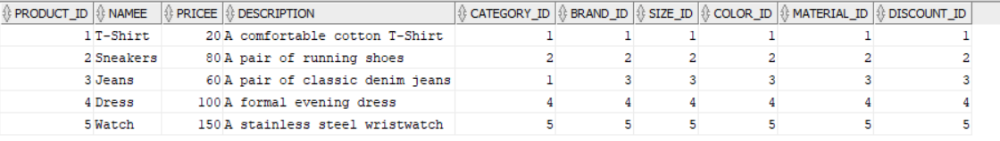 PRODUCT_ID NAMEE PRICEE DESCRIPTION CATEGORY_ID BRAND_ID SIZE_ID COLOR_ID MATERIAL_ID DISCOUNT_ID
1 T-Shirt 20 A comfortable cotton T-Shirt 1 1 1 1 1 1
2 Sneakers 80 A pair of running shoes 2 2 2 2 2 2
3 Jeans 60 A pair of classic denim jeans 1 3 3 3 3 3
4 Dress 100 A formal evening dress 4 4 4 4 4 4
5 Watch 150 A stainless steel wristwatch 5 5 5 5 5 5